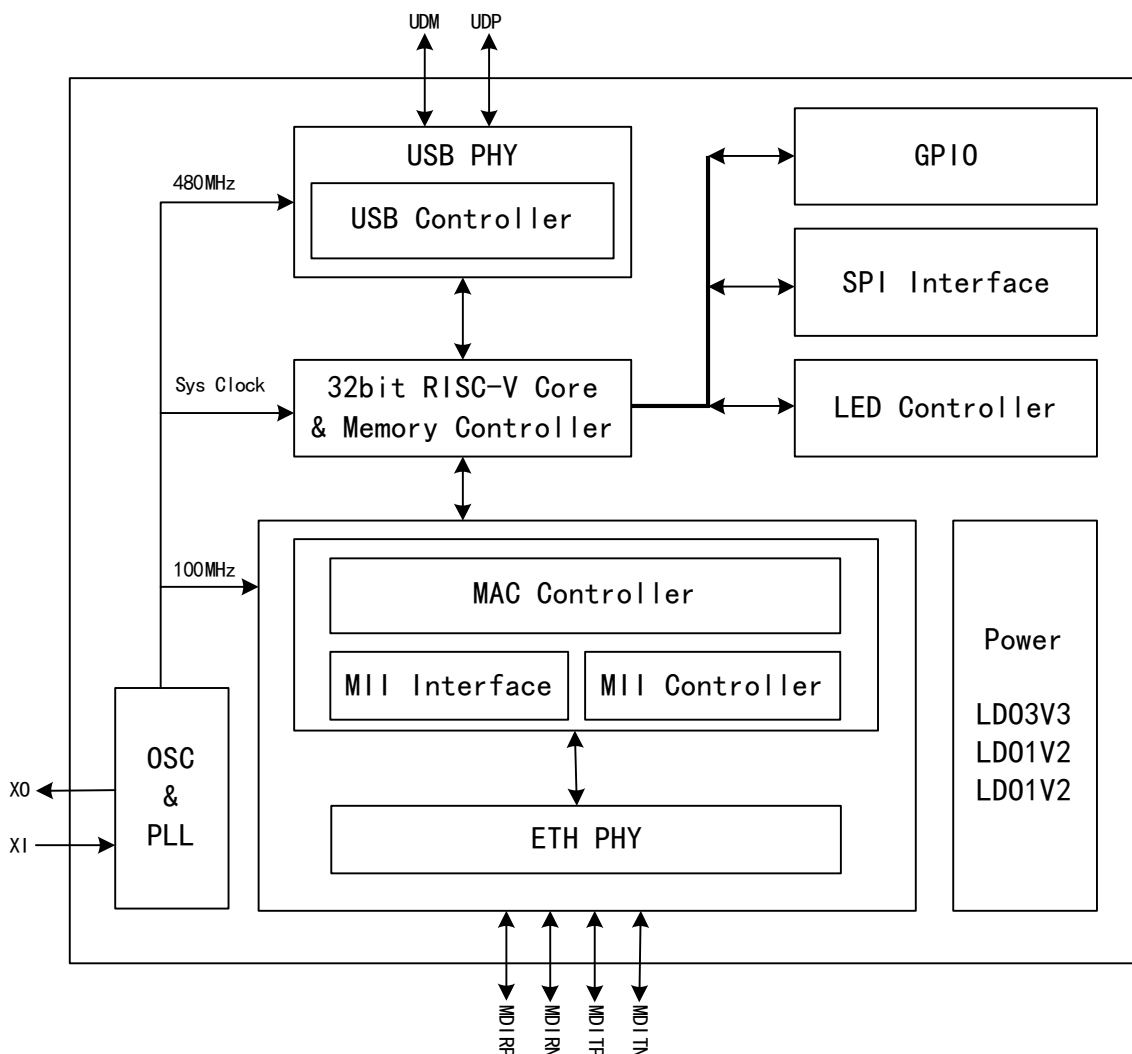 UDM UDP
USB PHY
USB Controller
480MHz
GPIO
SPI Interface
Sys Clock
32bit RISC-V Core
& Memory Controller
LED Controller
100MHz
MAC Controller
MII Interface
MII Controller
ETH PHY
Power
LDO3V3
LDO1V2
LDO1V2
OSC
&
PLL
XO
XI
MDIRP
MDIRN
MDITP
MDITN